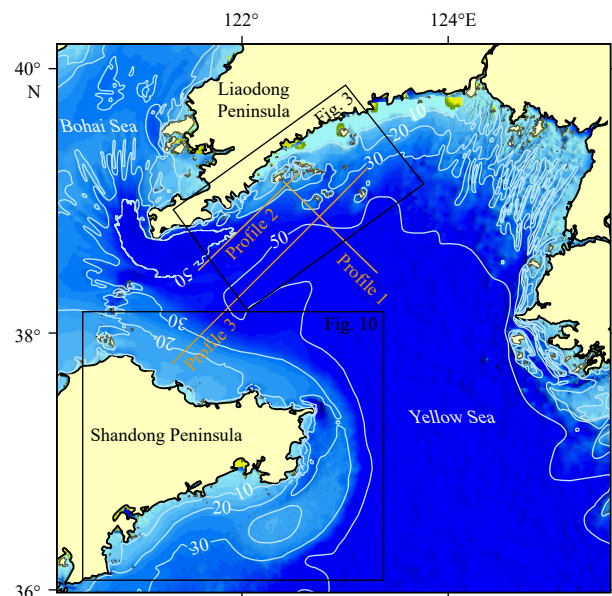 122°
124°E
40°
N
Liaodong
Peninsula
Fig. 3
Bohai Sea
10
20
30
Profile 2
50
50
Profile 1
38°
30
20
Profile 3
Fig. 10
Yellow Sea
Shandong Peninsula
10
20
30
36°